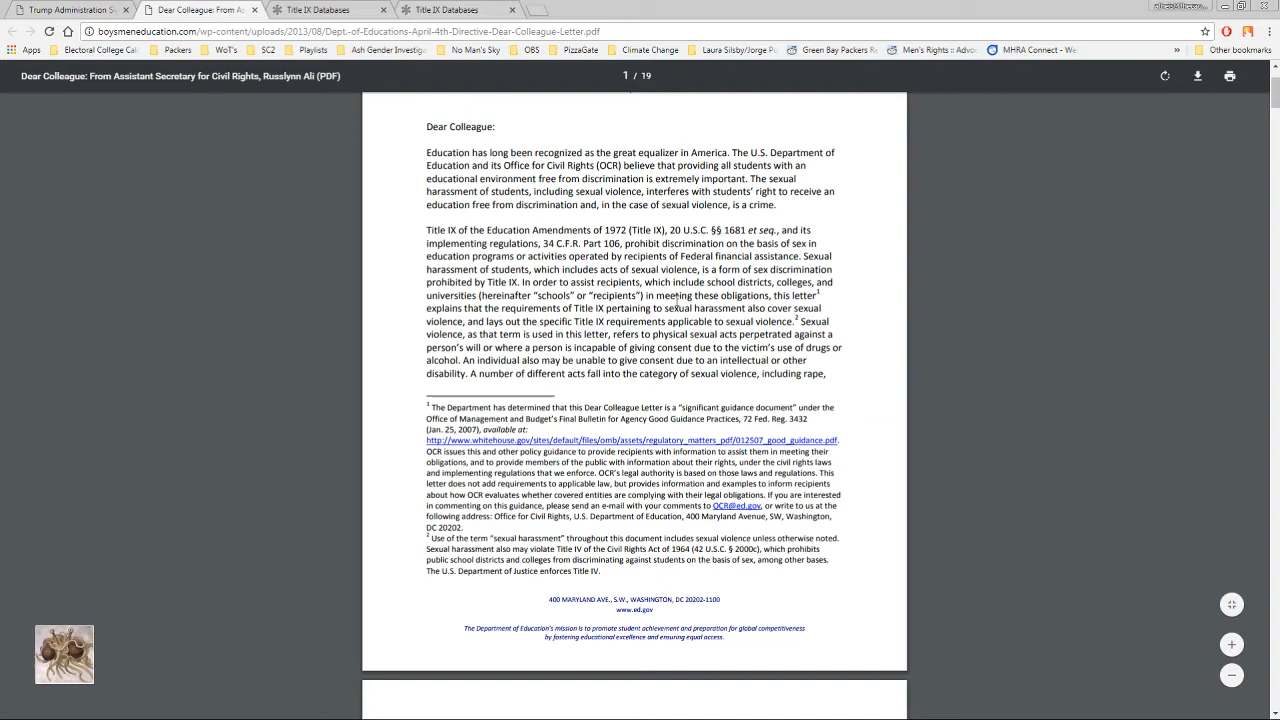 Trump Administration S
Dear Colleague: From As
Title IX Databases
Title IX Databases
boysmeneducation.com/wp-content/uploads/2013/08/Dept.-of-Educations-April-4th-Directive-Dear-Colleague-Letter.pdf
Apps
Electoral College Cale
Packers
WoT's
SC2
Playlists
Ash Gender Investiga
No Man's Sky
OBS
PizzaGate
Climate Change
Laura Silsby/Jorge Pu
Green Bay Packers Re
Men's Rights :: Advoc
MHRA Connect - We
»
Other bookmarks
Dear Colleague: From Assistant Secretary for Civil Rights, Russlynn Ali (PDF)
1 / 19
Dear Colleague:
Education has long been recognized as the great equalizer in America. The U.S. Department of
Education and its Office for Civil Rights (OCR) believe that providing all students with an
educational environment free from discrimination is extremely important. The sexual
harassment of students, including sexual violence, interferes with students' right to receive an
education free from discrimination and, in the case of sexual violence, is a crime.
Title IX of the Education Amendments of 1972 (Title IX), 20 U.S.C. §§ 1681 et seq., and its
implementing regulations, 34 C.F.R. Part 106, prohibit discrimination on the basis of sex in
education programs or activities operated by recipients of Federal financial assistance. Sexual
harassment of students, which includes acts of sexual violence, is a form of sex discrimination
prohibited by Title IX. In order to assist recipients, which include school districts, colleges, and
universities (hereinafter "schools" or "recipients") in meeting these obligations, this letter1
explains that the requirements of Title IX pertaining to sexual harassment also cover sexual
violence, and lays out the specific Title IX requirements applicable to sexual violence.2 Sexual
violence, as that term is used in this letter, refers to physical sexual acts perpetrated against a
person's will or where a person is incapable of giving consent due to the victim's use of drugs or
alcohol. An individual also may be unable to give consent due to an intellectual or other
disability. A number of different acts fall into the category of sexual violence, including rape,
1 The Department has determined that this Dear Colleague Letter is a "significant guidance document" under the
Office of Management and Budget's Final Bulletin for Agency Good Guidance Practices, 72 Fed. Reg. 3432
(Jan. 25, 2007), available at:
http://www.whitehouse.gov/sites/default/files/omb/assets/regulatory_matters_pdf/012507_good_guidance.pdf.
OCR issues this and other policy guidance to provide recipients with information to assist them in meeting their
obligations, and to provide members of the public with information about their rights, under the civil rights laws
and implementing regulations that we enforce. OCR's legal authority is based on those laws and regulations. This
letter does not add requirements to applicable law, but provides information and examples to inform recipients
about how OCR evaluates whether covered entities are complying with their legal obligations. If you are interested
in commenting on this guidance, please send an e-mail with your comments to OCR@ed.gov, or write to us at the
following address: Office for Civil Rights, U.S. Department of Education, 400 Maryland Avenue, SW, Washington,
DC 20202.
2 Use of the term "sexual harassment" throughout this document includes sexual violence unless otherwise noted.
Sexual harassment also may violate Title IV of the Civil Rights Act of 1964 (42 U.S.C. § 2000c), which prohibits
public school districts and colleges from discriminating against students on the basis of sex, among other bases.
The U.S. Department of Justice enforces Title IV.
400 MARYLAND AVE., S.W., WASHINGTON, DC 20202-1100
www.ed.gov
The Department of Education's mission is to promote student achievement and preparation for global competitiveness
by fostering educational excellence and ensuring equal access.